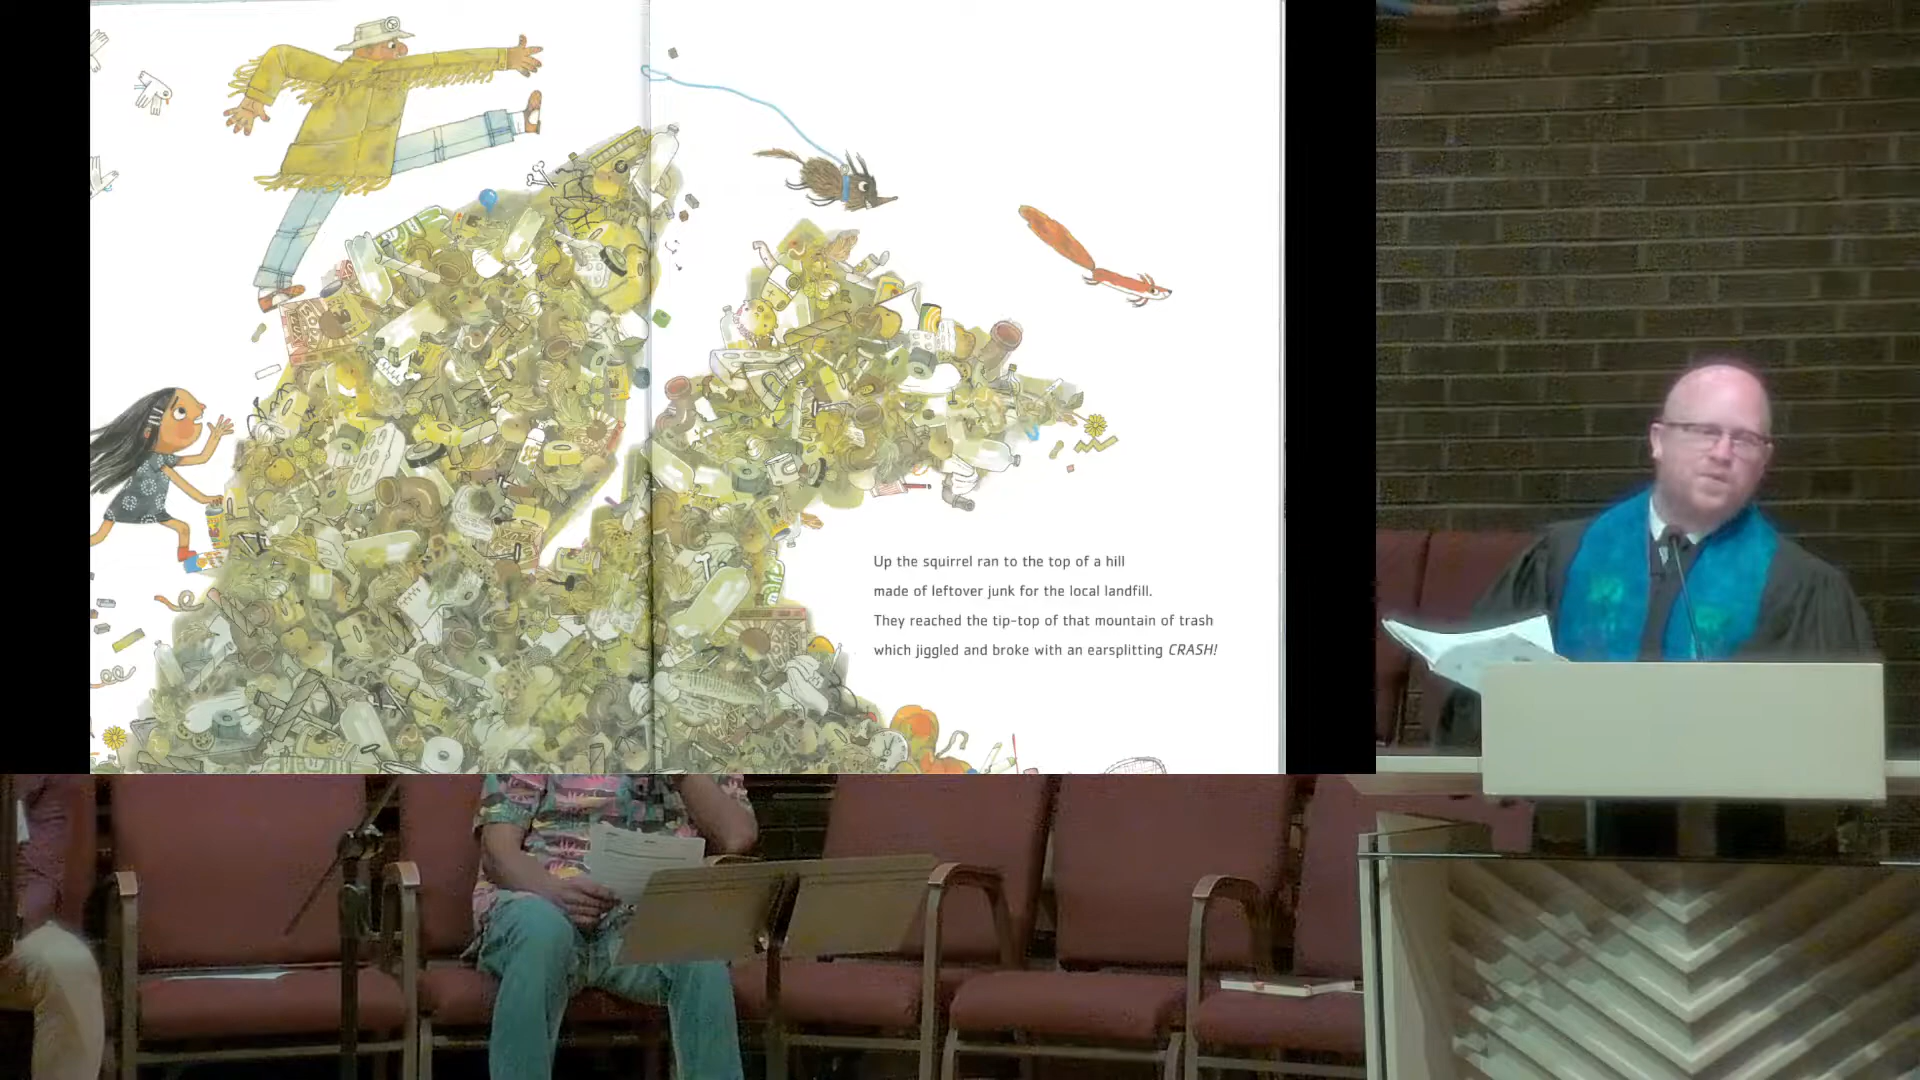 Up the squirrel ran to the top of a hill
made of leftover junk for the local landfill.
They reached the tip-top of that mountain of trash
which jiggled and broke with an earsplitting CRASH!